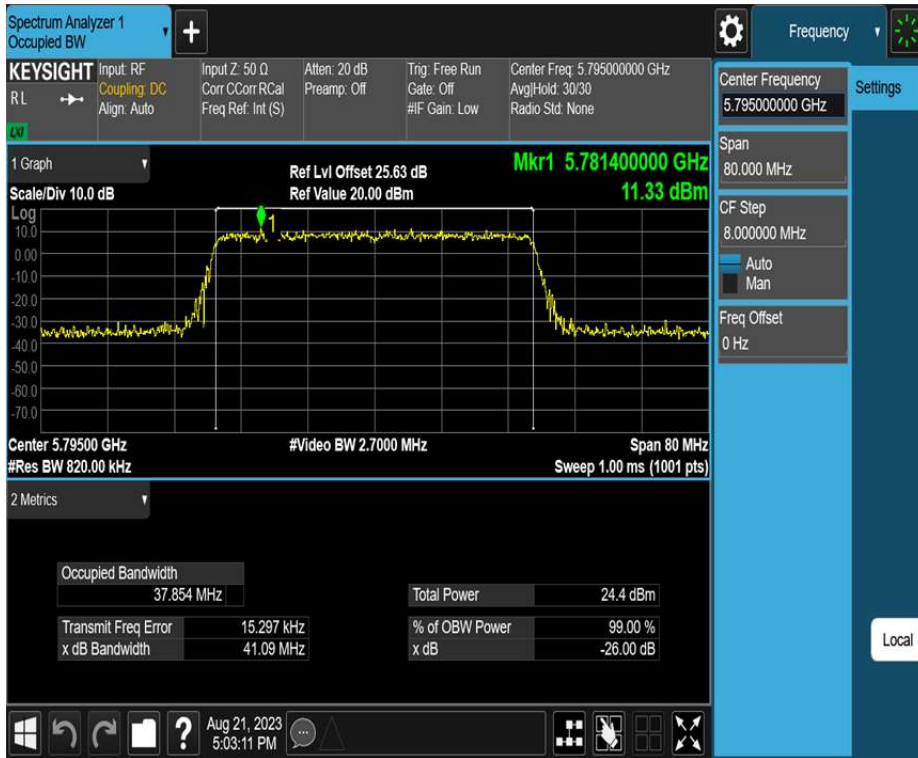 Spectrum Analyzer 1
Occupied BW
Frequency
KEYSIGHT
R L
LXI
Input: RF
Coupling: DC
Align: Auto
Input Z: 50 Ω
Corr CCorr RCal
Freq Ref: Int (S)
Atten: 20 dB
Preamp: Off
Trig: Free Run
Gate: Off
#IF Gain: Low
Center Freq: 5.795000000 GHz
Avg|Hold: 30/30
Radio Std: None
Center Frequency
5.795000000 GHz
Settings
Span
80.000 MHz
CF Step
8.000000 MHz
Auto
Man
Freq Offset
0 Hz
Local
1 Graph
Scale/Div 10.0 dB
Ref Lvl Offset 25.63 dB
Ref Value 20.00 dBm
Mkr1 5.781400000 GHz
11.33 dBm
Log
1
10.0
0.00
-10.0
-20.0
-30.0
-40.0
-50.0
-60.0
-70.0
Center 5.79500 GHz
#Video BW 2.7000 MHz
Span 80 MHz
#Res BW 820.00 kHz
Sweep 1.00 ms (1001 pts)
2 Metrics
Occupied Bandwidth
37.854 MHz
Total Power 24.4 dBm
Transmit Freq Error 15.297 kHz
% of OBW Power 99.00 %
x dB Bandwidth 41.09 MHz
x dB -26.00 dB
?
Aug 21, 2023
5:03:11 PM